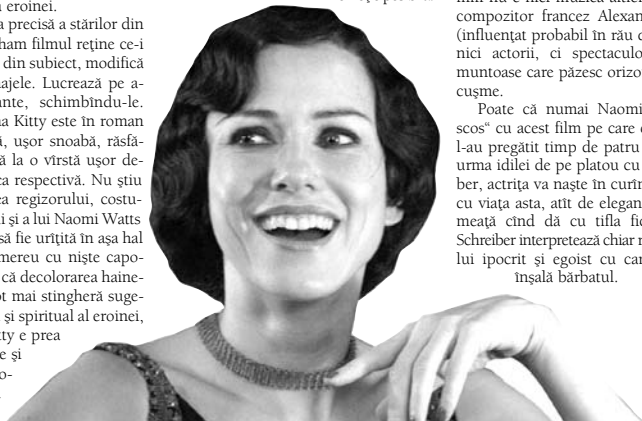 eroinei.
a precisă a stărilor din
ham filmul reține ce-i
din subiect, modifică
ajele. Lucrează pe a-
ante, schimbîndu-le.
na Kitty este în roman
ă, ușor snoabă, răsfă-
ă la o vîrstă ușor de-
ca respectivă. Nu știu
ea regizorului, costu-
i și a lui Naomi Watts
să fie urîțită în așa hal
mereu cu niște capo-
că decolorarea haine-
ot mai stingheră suge-
i și spiritual al eroinei,
tty e prea
e și
o-
compozitor francez Alexan
(influențat probabil în rău d
nici actorii, ci spectaculo
muntoase care păzesc orizo
cușme.
Poate că numai Naomi
scos“ cu acest film pe care e
l-au pregătit timp de patru
urma idilei de pe platou cu
ber, actrița va naște în curîn
cu viața asta, atît de elegan
meață cînd dă cu tifla fic
Schreiber interpretează chiar r
lui ipocrit și egoist cu car
înșală bărbatul.